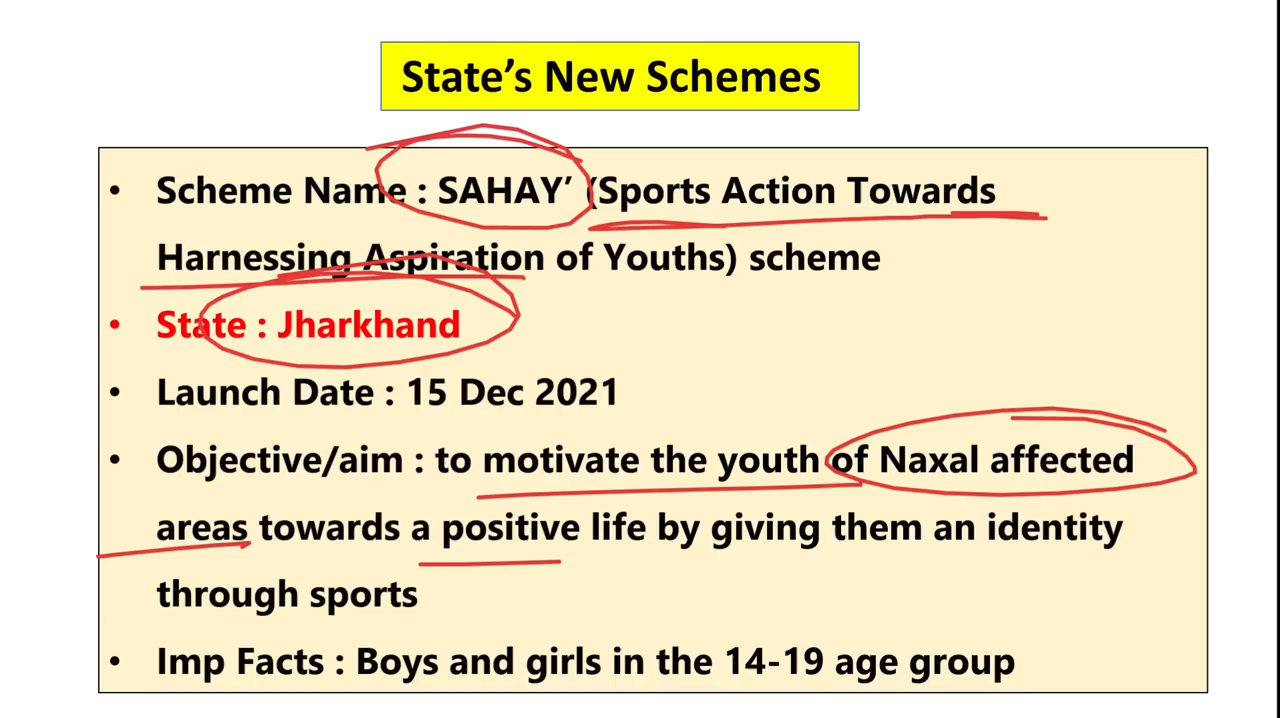 State’s New Schemes
• Scheme Name : SAHAY’ (Sports Action Towards
Harnessing Aspiration of Youths) scheme
• State : Jharkhand
• Launch Date : 15 Dec 2021
• Objective/aim : to motivate the youth of Naxal affected
areas towards a positive life by giving them an identity
through sports
• Imp Facts : Boys and girls in the 14-19 age group